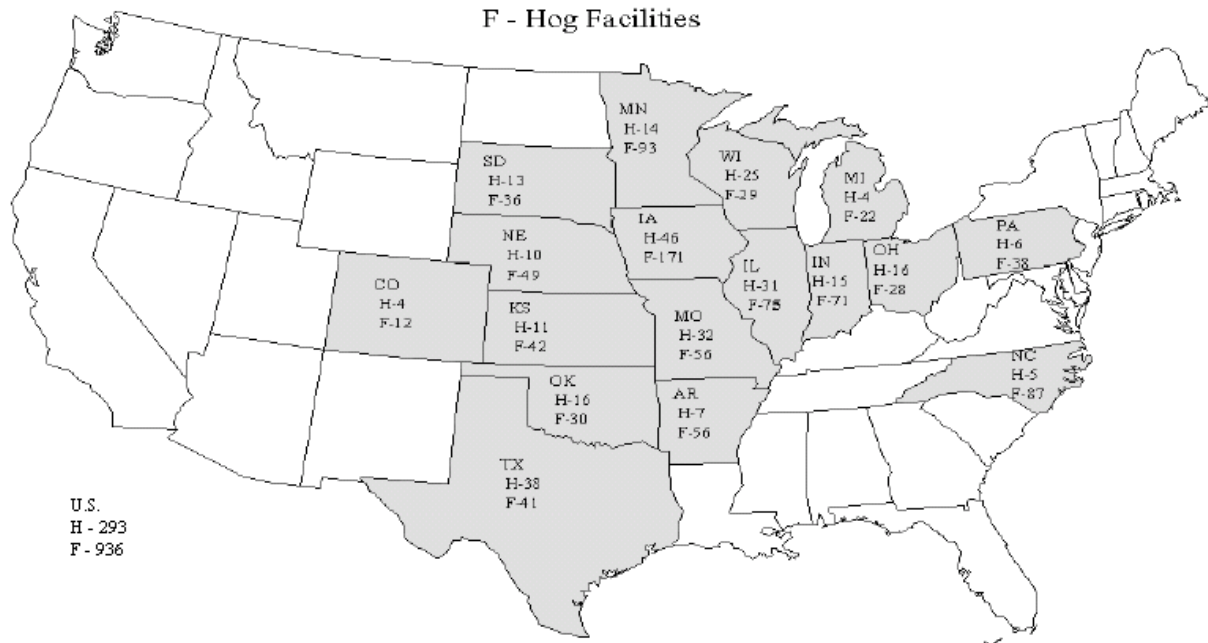 F - Hog Facilities
MN
H-14
F-93
SD
H-13
F-36
WI
H-25
F-29
MI
H-4
F-22
NE
H-10
F-49
IA
H-46
F-171
PA
H-6
F-38
CO
H-4
F-12
IL
H-31
F-75
IN
H-15
F-71
OH
H-16
F-28
KS
H-11
F-42
MO
H-32
F-56
NC
H-5
F-87
OK
H-16
F-30
AR
H-7
F-56
TX
H-38
F-41
U.S.
H - 293
F - 936